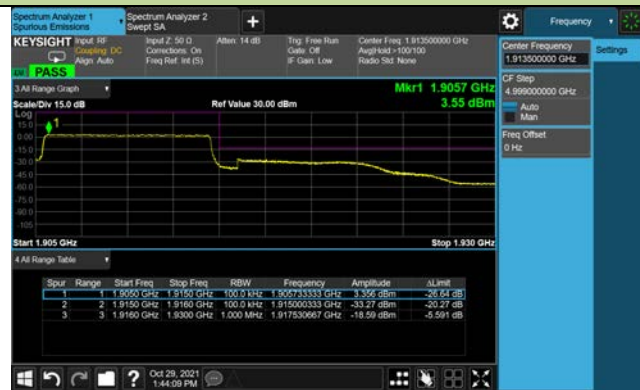 Spectrum Analyzer 1
Spurious Emissions
Spectrum Analyzer 2
Swept SA
+
Frequency
KEYSIGHT
Input: RF
Coupling: DC
Align: Auto
Input Z: 50 Ω
Corrections: On
Freq Ref: Int (S)
Atten: 14 dB
Trig: Free Run
Gate: Off
IF Gain: Low
Center Freq: 1.913500000 GHz
Avg|Hold:>100/100
Radio Std: None
PASS
Center Frequency
1.913500000 GHz
Settings
CF Step
4.999000000 GHz
Auto
Man
Freq Offset
0 Hz
3 All Range Graph
Mkr1 1.9057 GHz
3.55 dBm
Scale/Div 15.0 dB
Ref Value 30.00 dBm
Log
15.0
0.00
-15.0
-30.0
-45.0
-60.0
-75.0
-90.0
-105
1
Start 1.905 GHz
Stop 1.930 GHz
4 All Range Table
Spur Range Start Freq Stop Freq RBW Frequency Amplitude ΔLimit
1 1 1.9050 GHz 1.9150 GHz 100.0 kHz 1.905733333 GHz 3.356 dBm -26.64 dB
2 2 1.9150 GHz 1.9160 GHz 100.0 kHz 1.915000333 GHz -33.27 dBm -20.27 dB
3 3 1.9160 GHz 1.9300 GHz 1.000 MHz 1.917530667 GHz -18.59 dBm -5.591 dB
?
Oct 29, 2021
1:44:09 PM